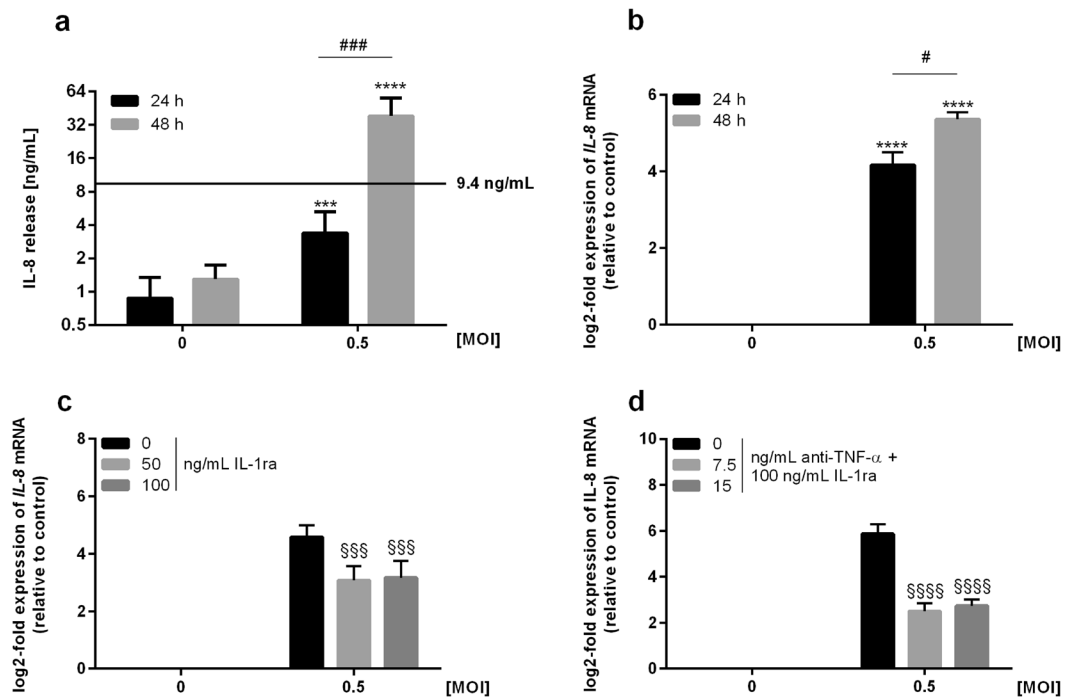 a
###
****
64
32
16
8
4
2
1
0.5
IL-8 release [ng/mL]
24 h
48 h
9.4 ng/mL
***
0
0.5
[MOI]
b
#
****
****
6
4
2
0
log2-fold expression of IL-8 mRNA
(relative to control)
24 h
48 h
0
0.5
[MOI]
c
8
6
4
2
0
log2-fold expression of IL-8 mRNA
(relative to control)
0
50
100
ng/mL IL-1ra
§§§
§§§
0
0.5
[MOI]
d
10
8
6
4
2
0
log2-fold expression of IL-8 mRNA
(relative to control)
0
7.5
15
ng/mL anti-TNF-α +
100 ng/mL IL-1ra
§§§§
§§§§
0
0.5
[MOI]